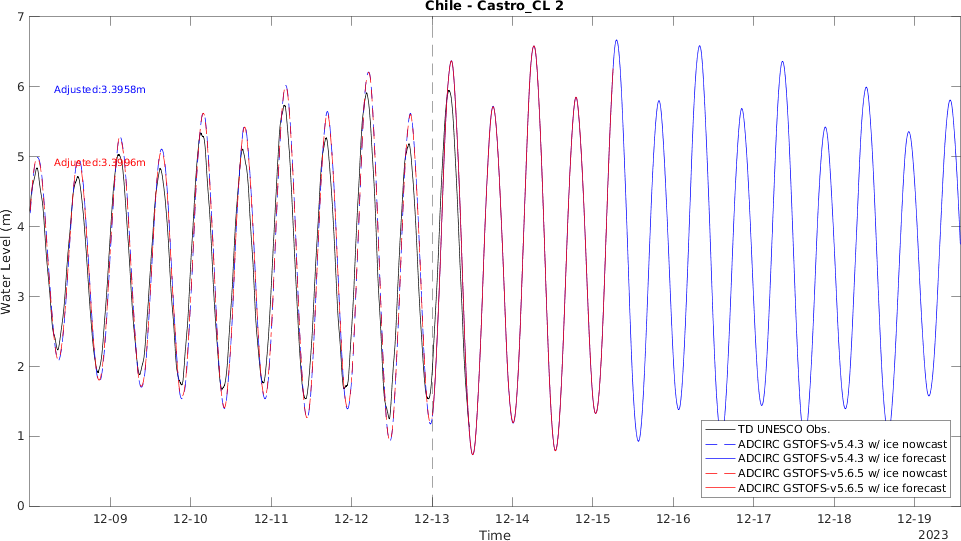 Chile - Castro_CL 2
7
6
5
4
3
2
1
0
Water Level (m)
Adjusted:3.3958m
Adjusted:3.3996m
TD UNESCO Obs.
ADCIRC GSTOFS-v5.4.3 w/ ice nowcast
ADCIRC GSTOFS-v5.4.3 w/ ice forecast
ADCIRC GSTOFS-v5.6.5 w/ ice nowcast
ADCIRC GSTOFS-v5.6.5 w/ ice forecast
12-09 12-10 12-11 12-12 12-13 12-14 12-15 12-16 12-17 12-18 12-19
Time
2023